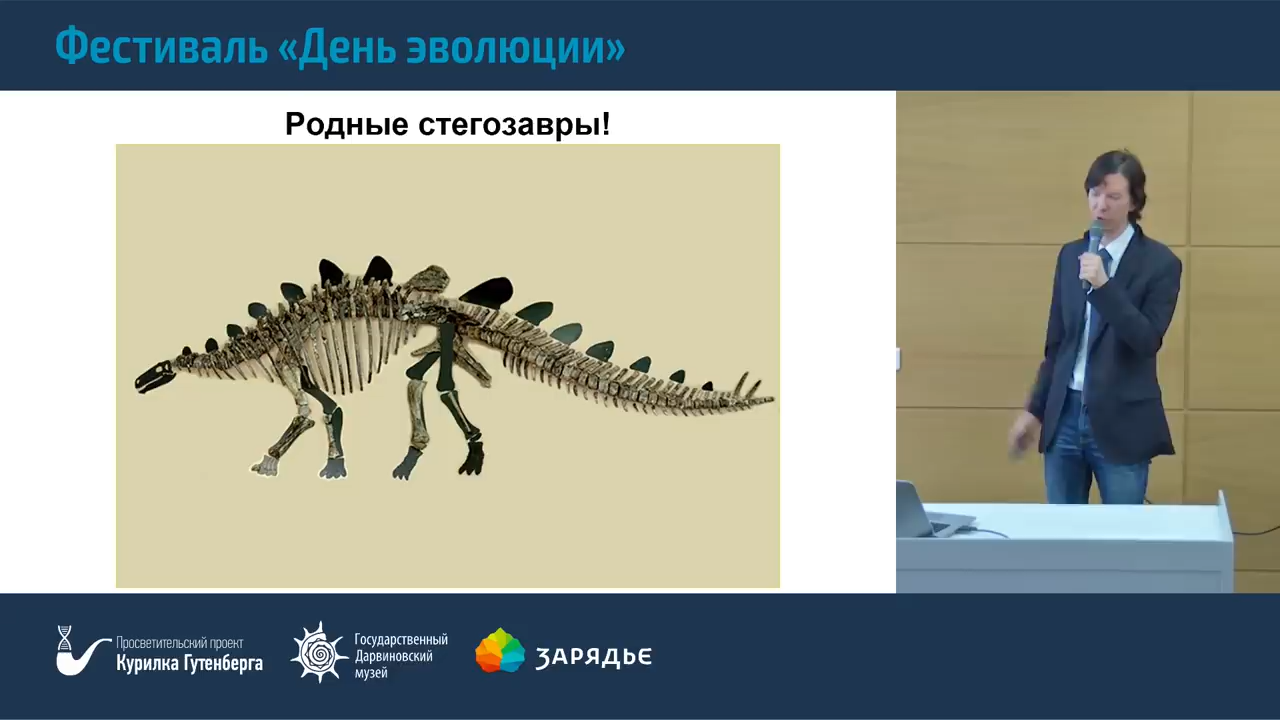 Фестиваль «День эволюции»
Родные стегозавры!
Просветительский проект
Курилка Гутенберга
Государственный
Дарвиновский
музей
ЗАРЯДЬЕ